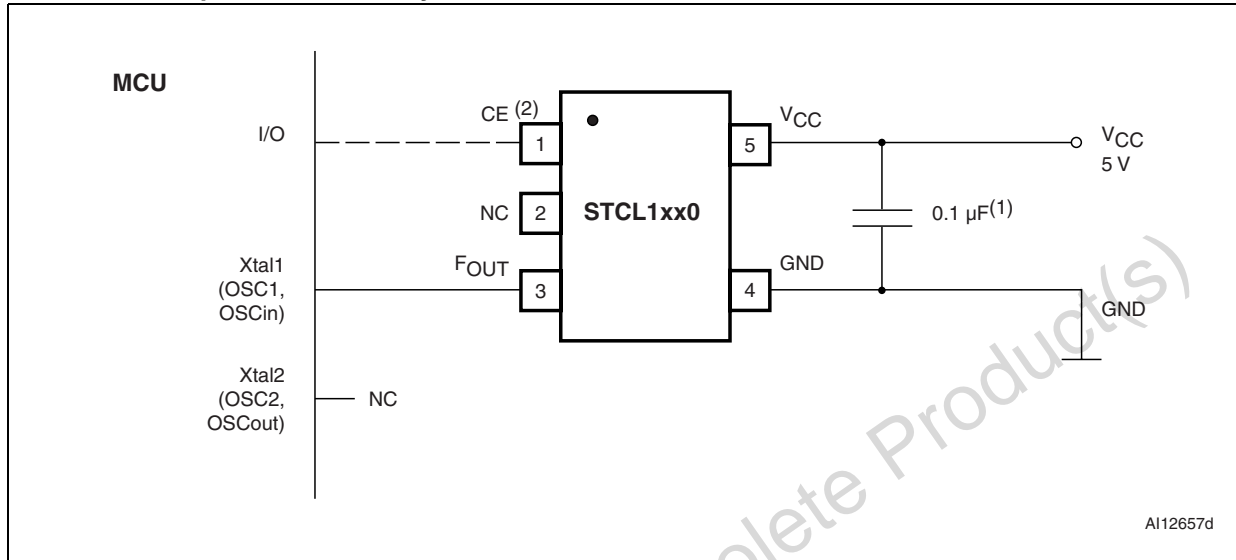 MCU
I/O
CE (2)
1
NC
2
FOUT
3
STCL1xx0
VCC
5
GND
4
VCC
5 V
0.1 µF(1)
GND
Xtal1
(OSC1,
OSCin)
Xtal2
(OSC2,
OSCout)
NC
olete Product(s)
AI12657d